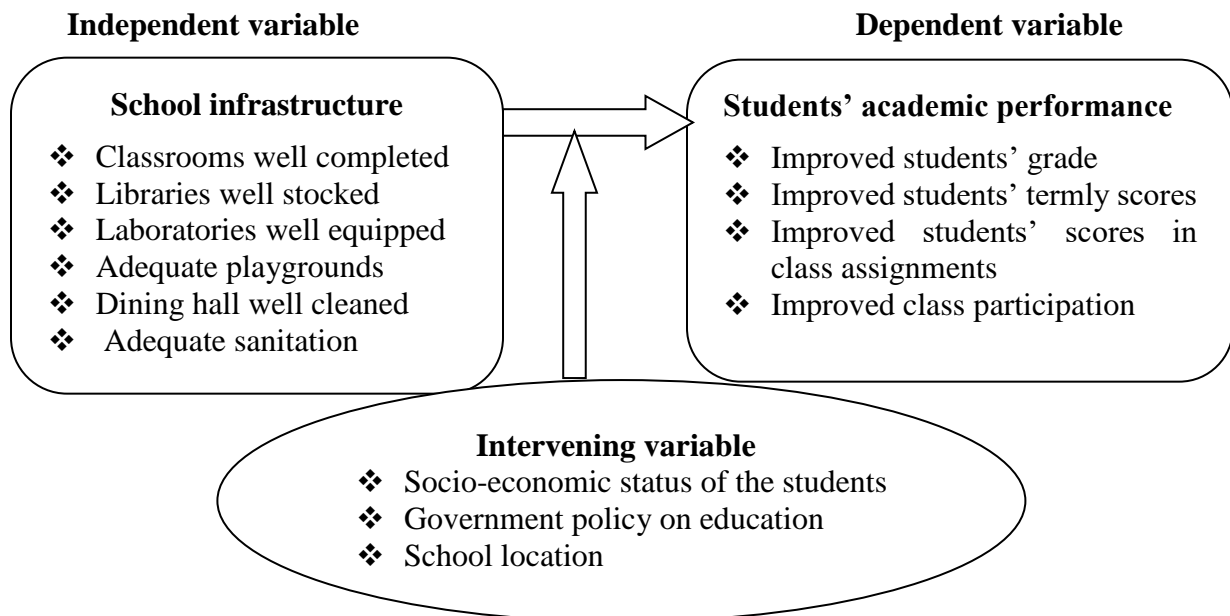 Independent variable
Dependent variable
School infrastructure
❖ Classrooms well completed
❖ Libraries well stocked
❖ Laboratories well equipped
❖ Adequate playgrounds
❖ Dining hall well cleaned
❖ Adequate sanitation
Students’ academic performance
❖ Improved students’ grade
❖ Improved students’ termly scores
❖ Improved students’ scores in
class assignments
❖ Improved class participation
Intervening variable
❖ Socio-economic status of the students
❖ Government policy on education
❖ School location